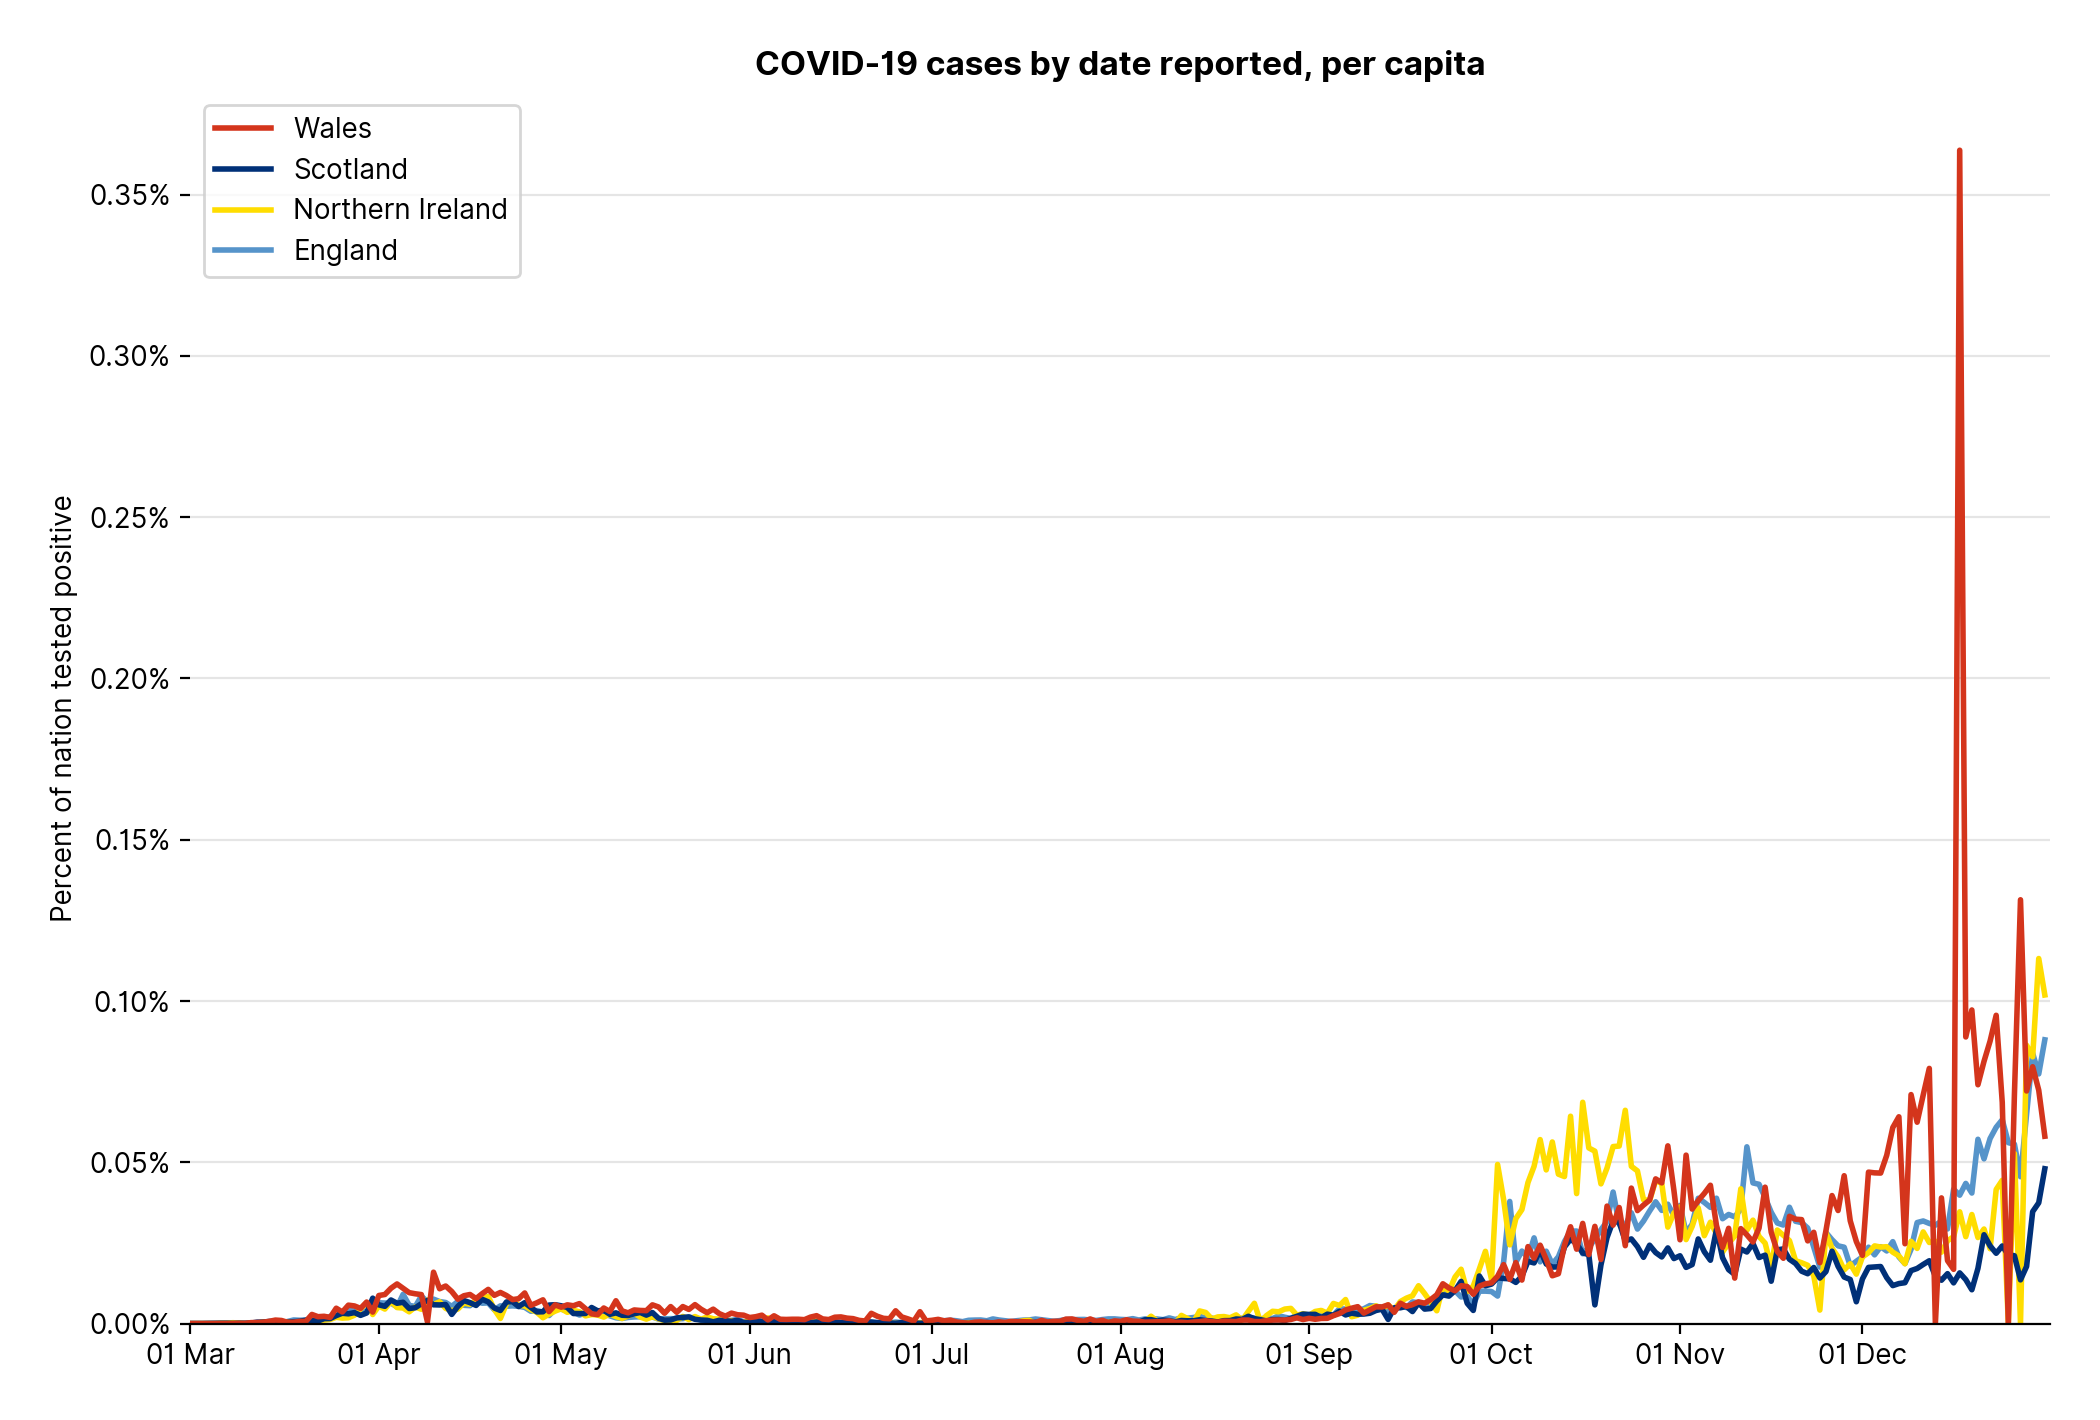 COVID-19 cases by date reported, per capita
Wales
Scotland
Northern Ireland
England
Percent of nation tested positive
0.35%
0.30%
0.25%
0.20%
0.15%
0.10%
0.05%
0.00%
01 Mar
01 Apr
01 May
01 Jun
01 Jul
01 Aug
01 Sep
01 Oct
01 Nov
01 Dec